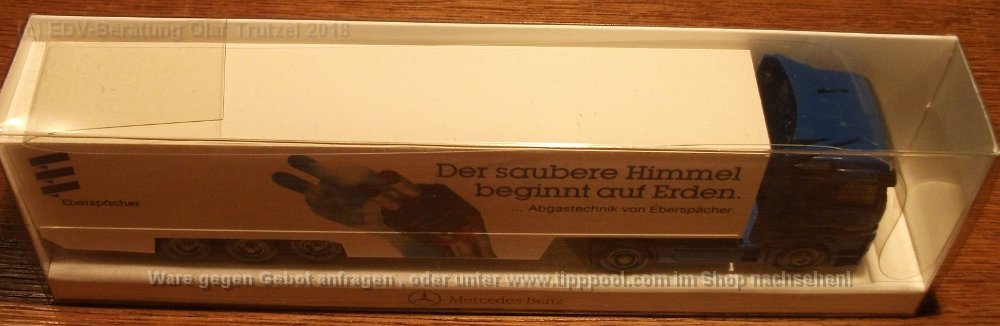 © EDV-Beratung Olaf Trutzel 2018
Der saubere Himmel
beginnt auf Erden.
... Abgastechnik von Eberspächer
Eberspächer
Ware gegen Gebot anfragen , oder unter www.tipppool.com im Shop nachsehen!
Mercedes-Benz